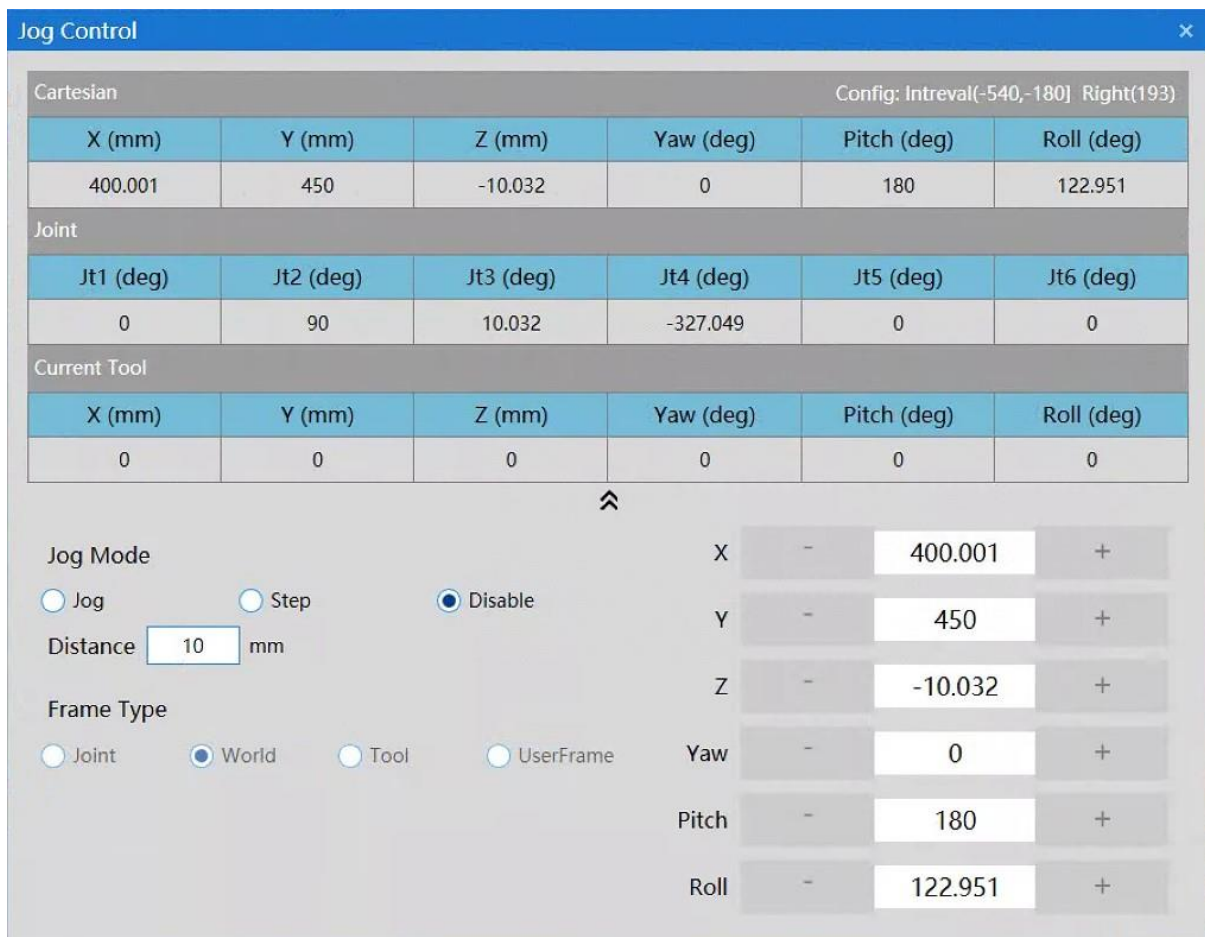 Jog Control ×
Cartesian Config: Intreval(-540,-180] Right(193)
X (mm) Y (mm) Z (mm) Yaw (deg) Pitch (deg) Roll (deg)
400.001 450 -10.032 0 180 122.951
Joint
Jt1 (deg) Jt2 (deg) Jt3 (deg) Jt4 (deg) Jt5 (deg) Jt6 (deg)
0 90 10.032 -327.049 0 0
Current Tool
X (mm) Y (mm) Z (mm) Yaw (deg) Pitch (deg) Roll (deg)
0 0 0 0 0 0
Jog Mode
Jog Step Disable
Distance 10 mm
Frame Type
Joint World Tool UserFrame
X - 400.001 +
Y - 450 +
Z - -10.032 +
Yaw - 0 +
Pitch - 180 +
Roll - 122.951 +